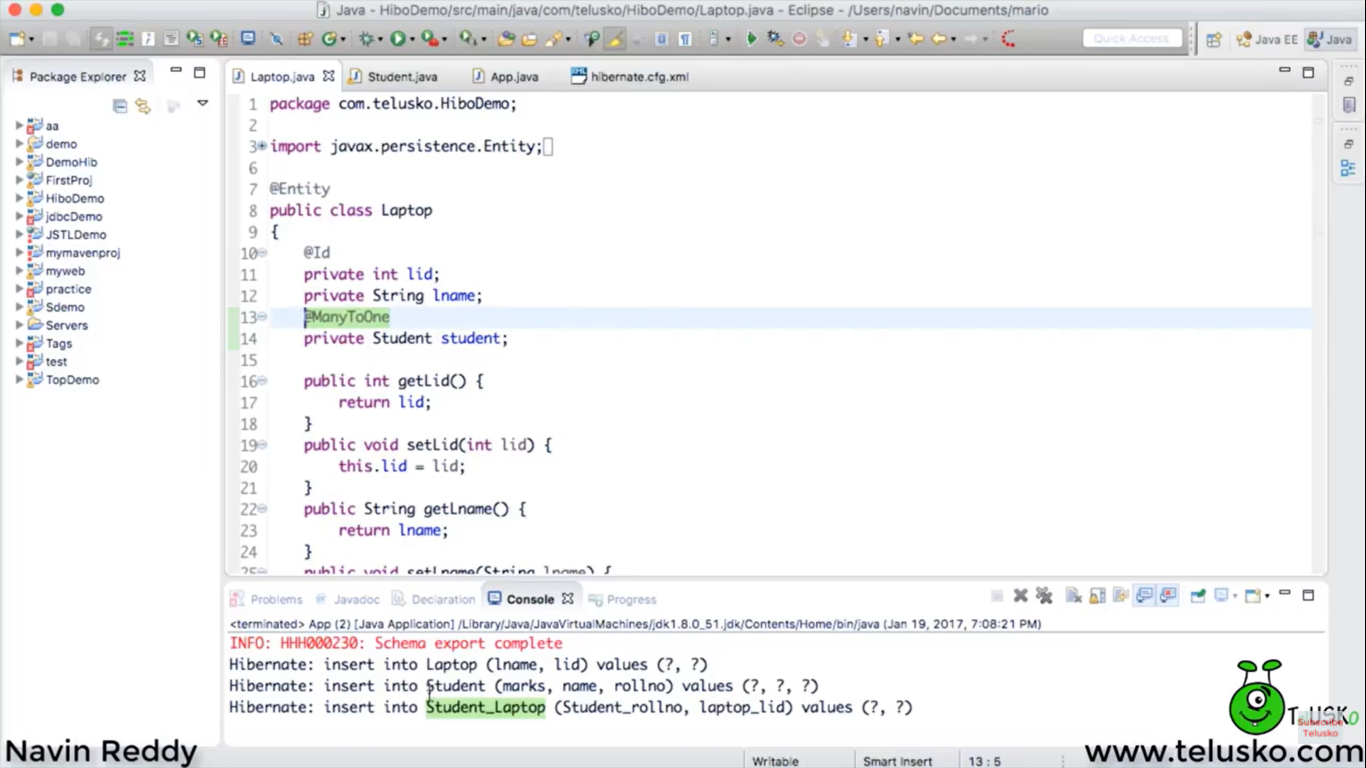 Java - HiboDemo/src/main/java/com/telusko/HiboDemo/Laptop.java - Eclipse - /Users/navin/Documents/mario
Quick Access
Java EE
Java
Package Explorer
Laptop.java
Student.java
App.java
hibernate.cfg.xml
aa
demo
DemoHib
FirstProj
HiboDemo
jdbcDemo
JSTLDemo
mymavenproj
myweb
practice
Sdemo
Servers
Tags
test
TopDemo
1 package com.telusko.HiboDemo;
2
3 import javax.persistence.Entity;
6
7 @Entity
8 public class Laptop
9 {
10 @Id
11 private int lid;
12 private String lname;
13 @ManyToOne
14 private Student student;
15
16 public int getLid() {
17 return lid;
18 }
19 public void setLid(int lid) {
20 this.lid = lid;
21 }
22 public String getLname() {
23 return lname;
24 }
25 public void setLname(String lname) {
Problems
Javadoc
Declaration
Console
Progress
<terminated> App (2) [Java Application] /Library/Java/JavaVirtualMachines/jdk1.8.0_51.jdk/Contents/Home/bin/java (Jan 19, 2017, 7:08:21 PM)
INFO: HHH000230: Schema export complete
Hibernate: insert into Laptop (lname, lid) values (?, ?)
Hibernate: insert into Student (marks, name, rollno) values (?, ?, ?)
Hibernate: insert into Student_Laptop (Student_rollno, laptop_lid) values (?, ?)
TELUSKO
Subscribe
Telusko
Navin Reddy
www.telusko.com
Writable
Smart Insert
13 : 5